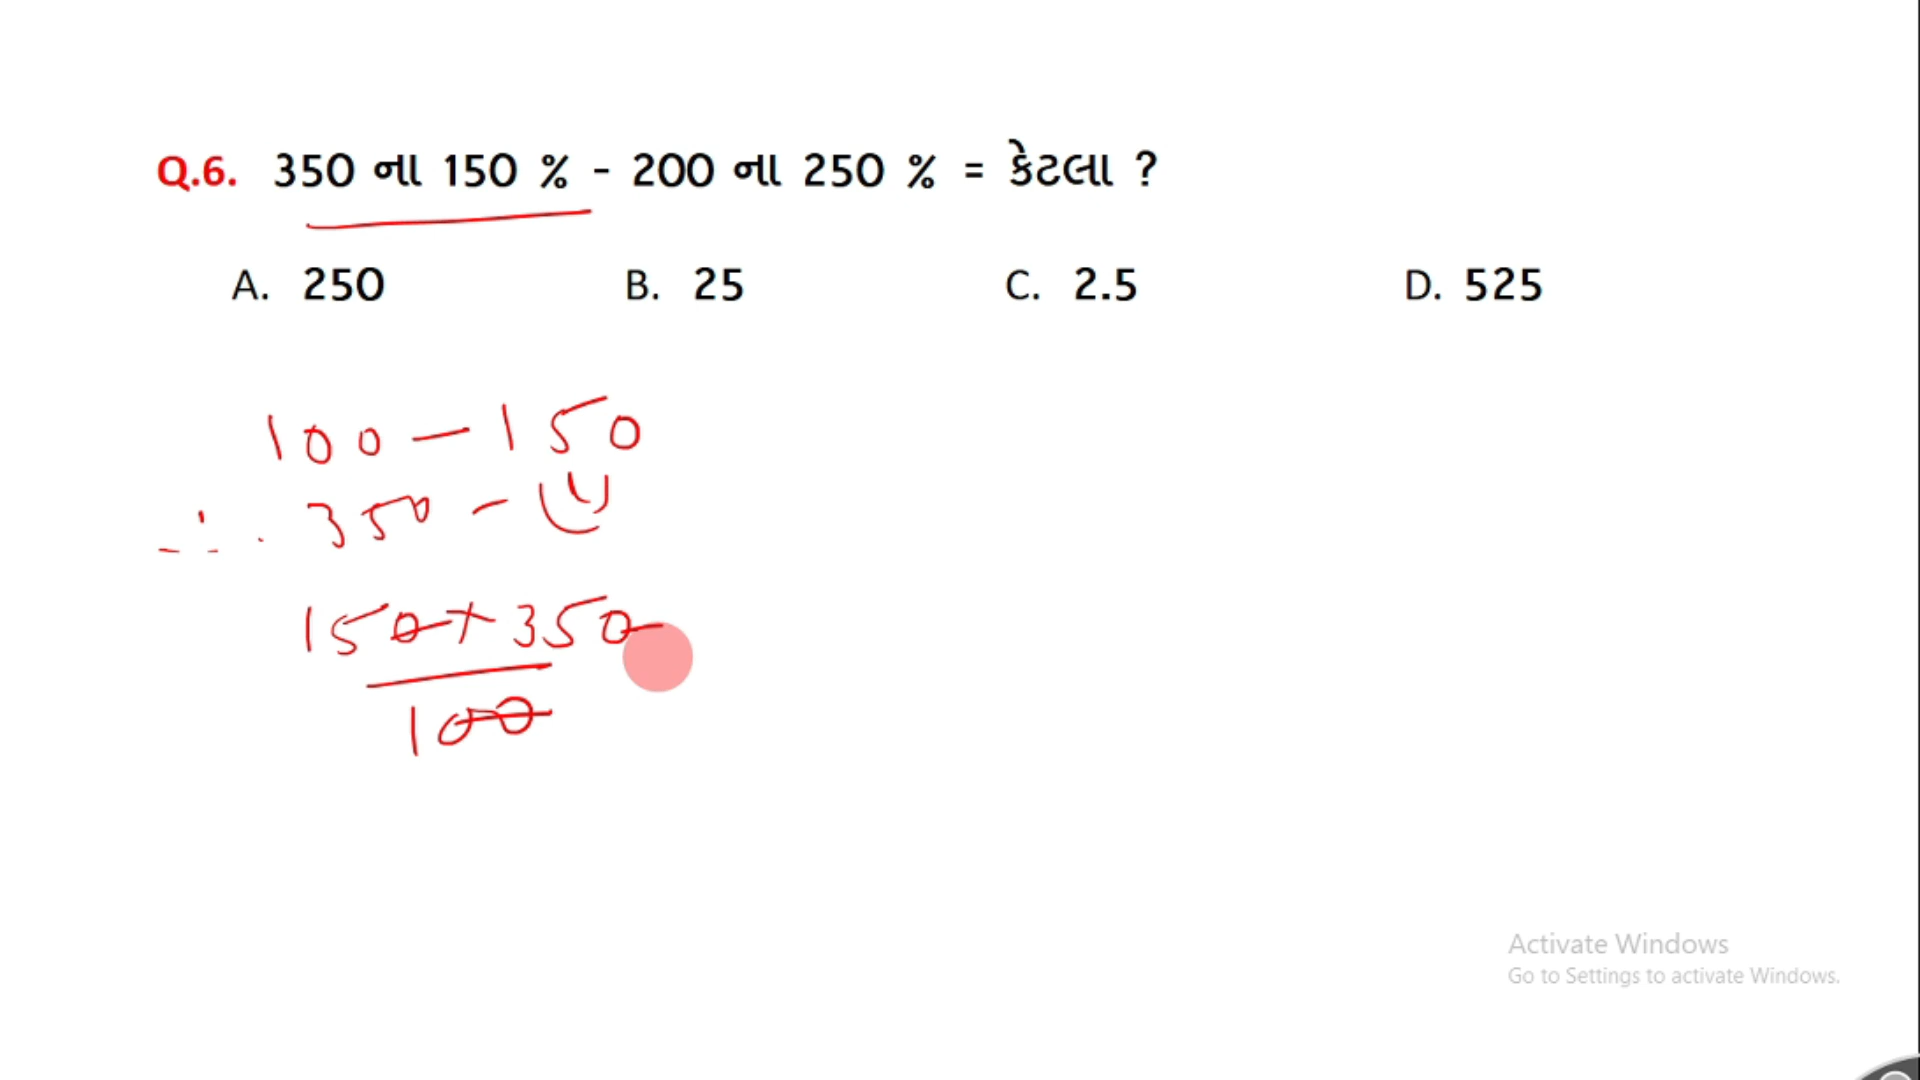 Q.6. 350 ના 150 % - 200 ના 250 % = કેટલા ?
A. 250 B. 25 C. 2.5 D. 525
100 - 150
∴ 350 - (?)
150 × 350
100
Activate Windows
Go to Settings to activate Windows.